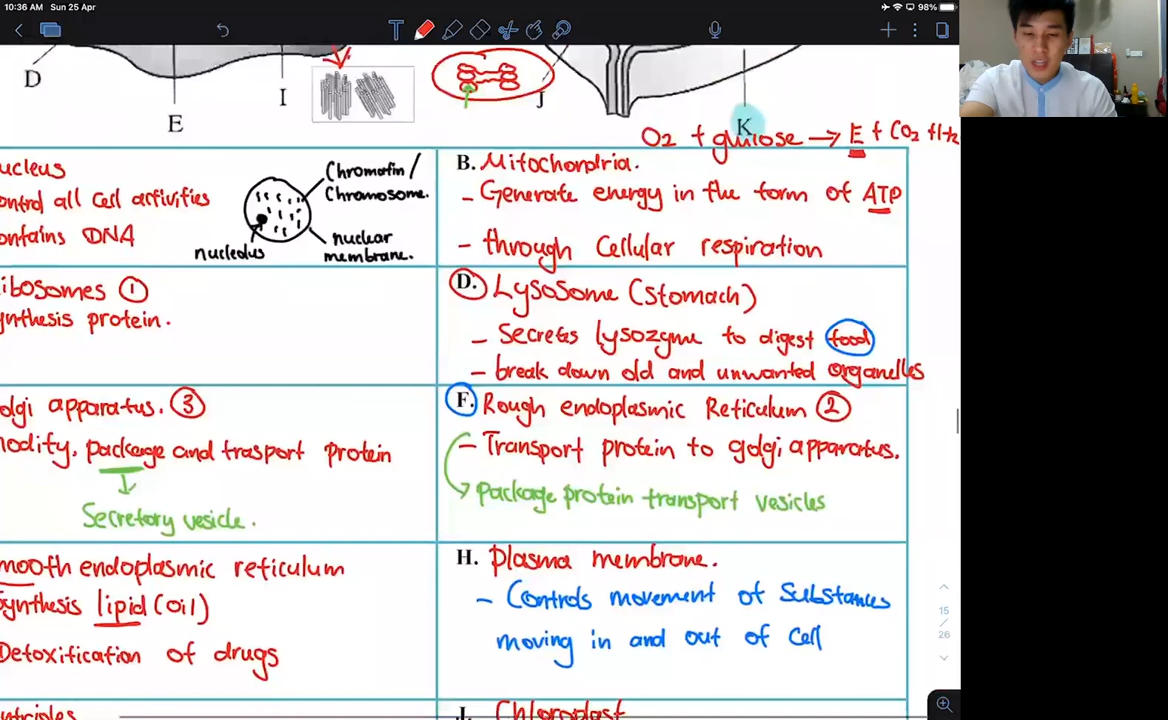 10:36 AM Sun 25 Apr
98%
T
D
I
E
J
K
O2 + glucose → E + CO2 + H2
ucleus
ontrol all Cell activities
ontains DNA
Chromatin/
Chromosome.
nucleolus
nuclear
membrane.
B. Mitochondria.
- Generate energy in the form of ATP
- through Cellular respiration
ibosomes ①
ynthesis protein.
D. Lysosome (Stomach)
- Secretes lysozyme to digest food
- break down old and unwanted organelles
olgi apparatus. ③
modify, package and trasport protein
Secretory vesicle.
F. Rough endoplasmic Reticulum ②
- Transport protein to golgi apparatus.
package protein transport vesicles
mooth endoplasmic reticulum
ynthesis lipid (oil)
Detoxification of drugs
H. Plasma membrane.
- Controls movement of Substances
moving in and out of Cell
entrioles
J. Chloroplast
15
/
26